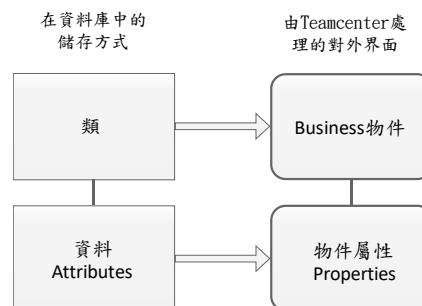 在資料庫中的
儲存方式
由Teamcenter處
理的對外界面
類
Business物件
資料
Attributes
物件屬性
Properties